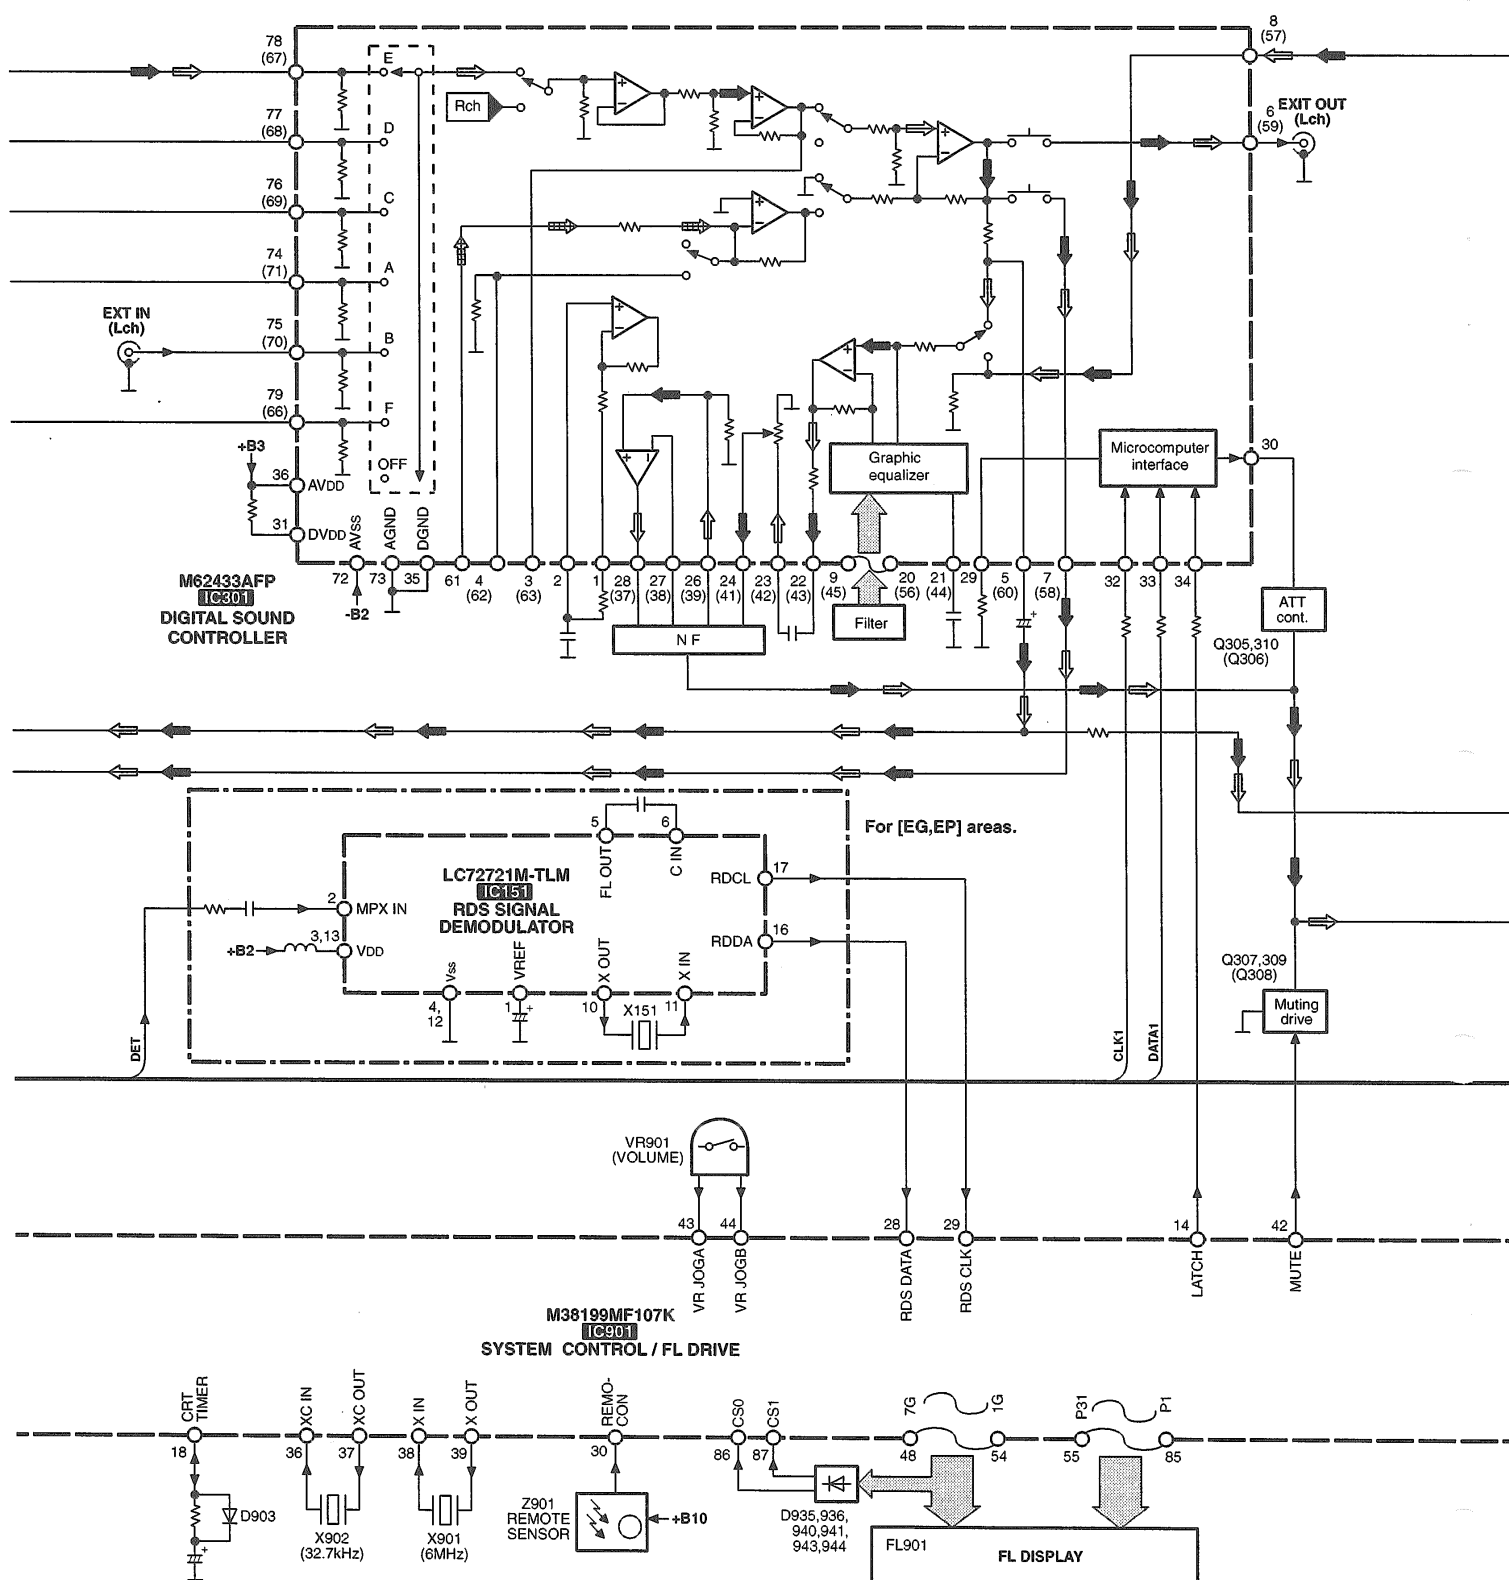 8
(57)
78
(67)
E
Rch
EXIT OUT
(Lch)
6
(59)
77
(68)
D
76
(69)
C
74
(71)
A
EXT IN
(Lch)
75
(70)
B
79
(66)
F
+B3
OFF
36
AVDD
31
DVDD
AVSS
AGND
DGND
Graphic
equalizer
Microcomputer
interface
30
M62433AFP
IC301
DIGITAL SOUND
CONTROLLER
72
-B2
73
35
61
4
(62)
3
(63)
2
1
28
(37)
27
(38)
26
(39)
24
(41)
23
(42)
22
(43)
9
(45)
20
(56)
21
(44)
29
5
(60)
7
(58)
32
33
34
+
NF
Filter
ATT
cont.
Q305,310
(Q306)
For [EG,EP] areas.
5
6
FL OUT
C IN
LC72721M-TLM
IC151
RDS SIGNAL
DEMODULATOR
RDCL
17
2
MPX IN
RDDA
16
+B2
3,13
VDD
Vss
VREF
X OUT
X IN
4,
12
1
+
10
X151
11
DET
CLK1
DATA1
Q307,309
(Q308)
Muting
drive
VR901
(VOLUME)
43
44
28
29
14
42
VR JOGA
VR JOGB
RDS DATA
RDS CLK
LATCH
MUTE
M38199MF107K
IC901
SYSTEM CONTROL / FL DRIVE
CRT
TIMER
XC IN
XC OUT
X IN
X OUT
REMO-
CON
CS0
CS1
7G
1G
P31
P1
18
36
37
38
39
30
86
87
48
54
55
85
D903
+
X902
(32.7kHz)
X901
(6MHz)
Z901
REMOTE
SENSOR
+B10
D935,936,
940,941,
943,944
FL901
FL DISPLAY